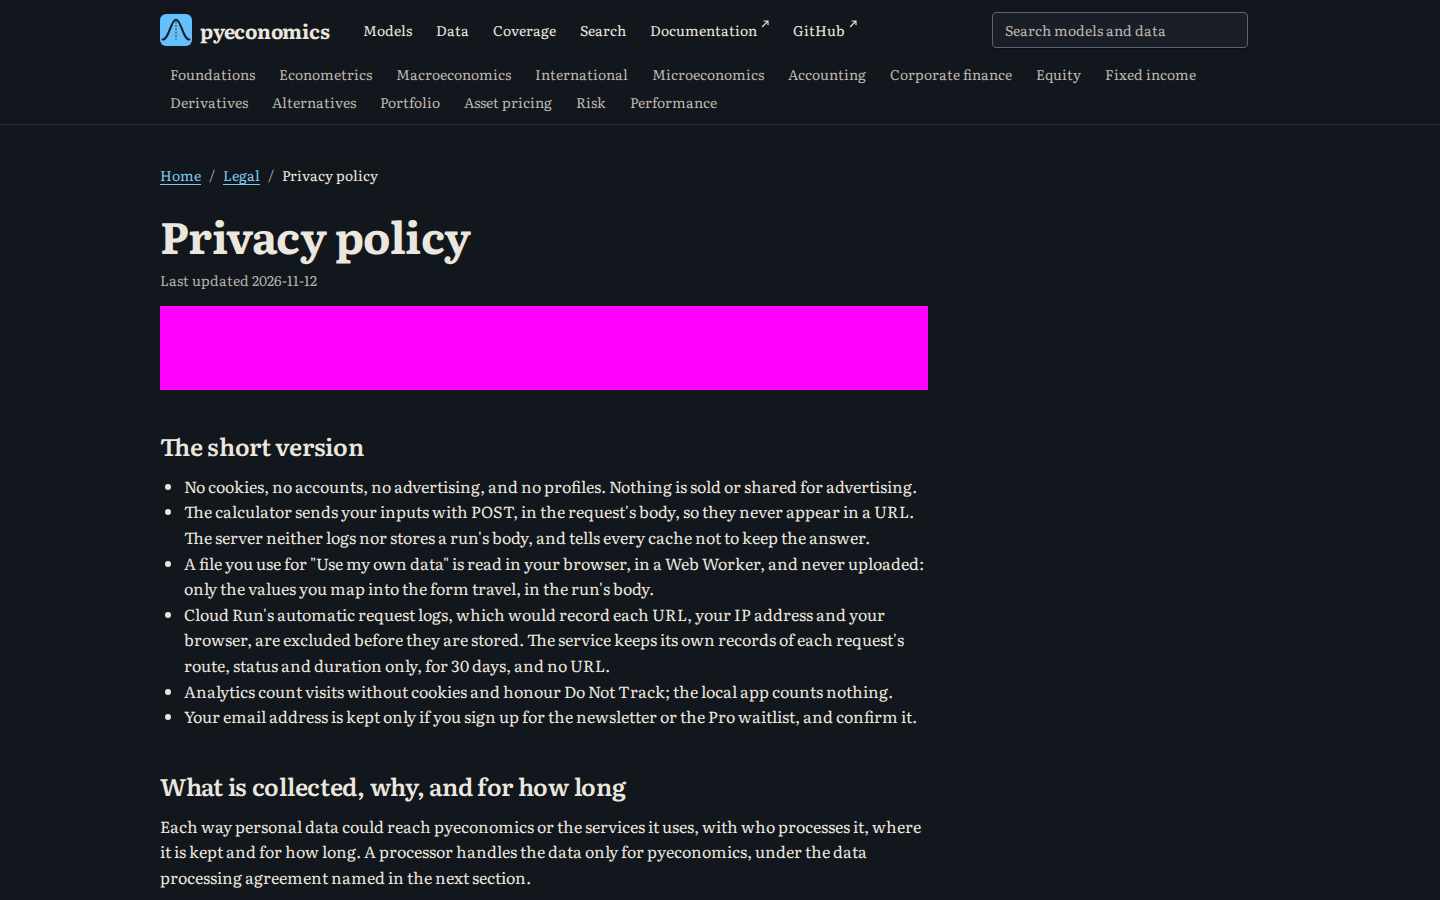 pyeconomics
Models Data Coverage Search Documentation↗ GitHub↗ Search models and data
Foundations Econometrics Macroeconomics International Microeconomics Accounting Corporate finance Equity Fixed income
Derivatives Alternatives Portfolio Asset pricing Risk Performance
Home / Legal / Privacy policy
Privacy policy
Last updated 2026-11-12
The short version
• No cookies, no accounts, no advertising, and no profiles. Nothing is sold or shared for advertising.
• The calculator sends your inputs with POST, in the request's body, so they never appear in a URL.
The server neither logs nor stores a run's body, and tells every cache not to keep the answer.
• A file you use for "Use my own data" is read in your browser, in a Web Worker, and never uploaded:
only the values you map into the form travel, in the run's body.
• Cloud Run's automatic request logs, which would record each URL, your IP address and your
browser, are excluded before they are stored. The service keeps its own records of each request's
route, status and duration only, for 30 days, and no URL.
• Analytics count visits without cookies and honour Do Not Track; the local app counts nothing.
• Your email address is kept only if you sign up for the newsletter or the Pro waitlist, and confirm it.
What is collected, why, and for how long
Each way personal data could reach pyeconomics or the services it uses, with who processes it, where
it is kept and for how long. A processor handles the data only for pyeconomics, under the data
processing agreement named in the next section.